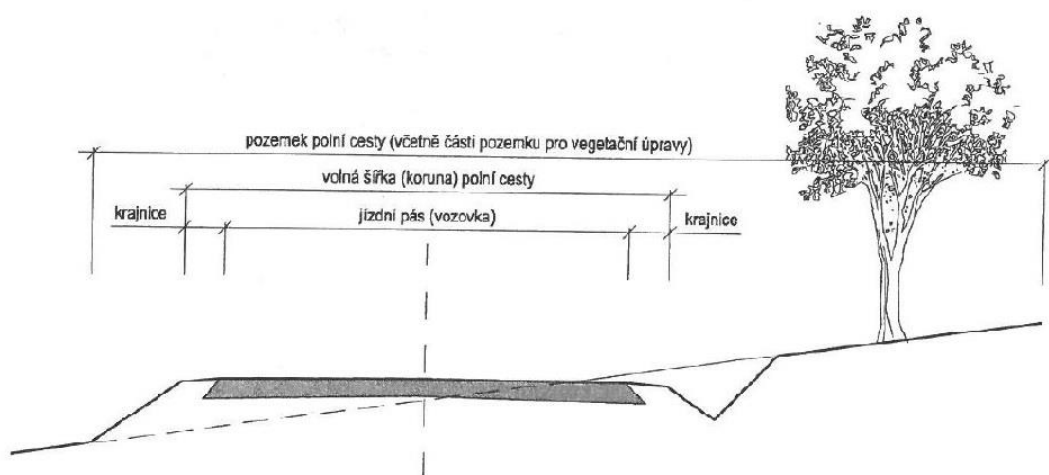 pozemek polní cesty (včetně části pozemku pro vegetační úpravy)
volná šířka (koruna) polní cesty
krajnice
jízdní pás (vozovka)
krajnice